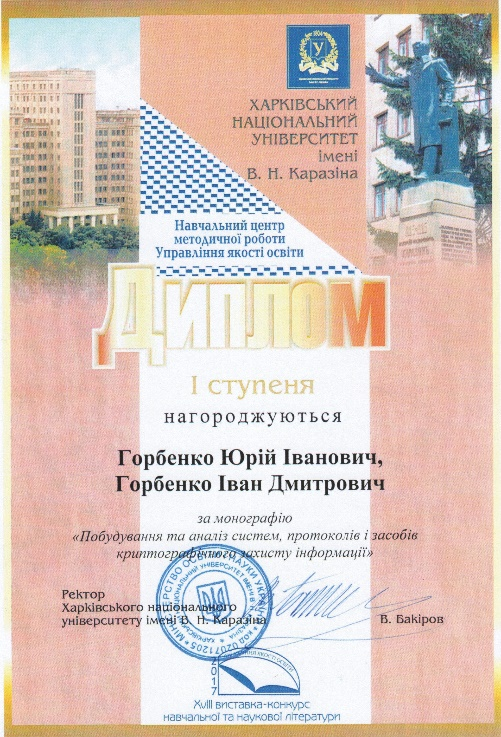 ХАРКІВСЬКИЙ
НАЦІОНАЛЬНИЙ
УНІВЕРСИТЕТ
імені
В. Н. Каразіна
Навчальний центр
методичної роботи
Управління якості освіти
ДИПЛОМ
І ступеня
нагороджуються
Горбенко Юрій Іванович,
Горбенко Іван Дмитрович
за монографію
«Побудування та аналіз систем, протоколів і засобів
криптографічного захисту інформації»
Ректор
Харківського національного
університету імені В. Н. Каразіна
В. Бакіров
2017
XVIII виставка-конкурс
навчальної та наукової літератури